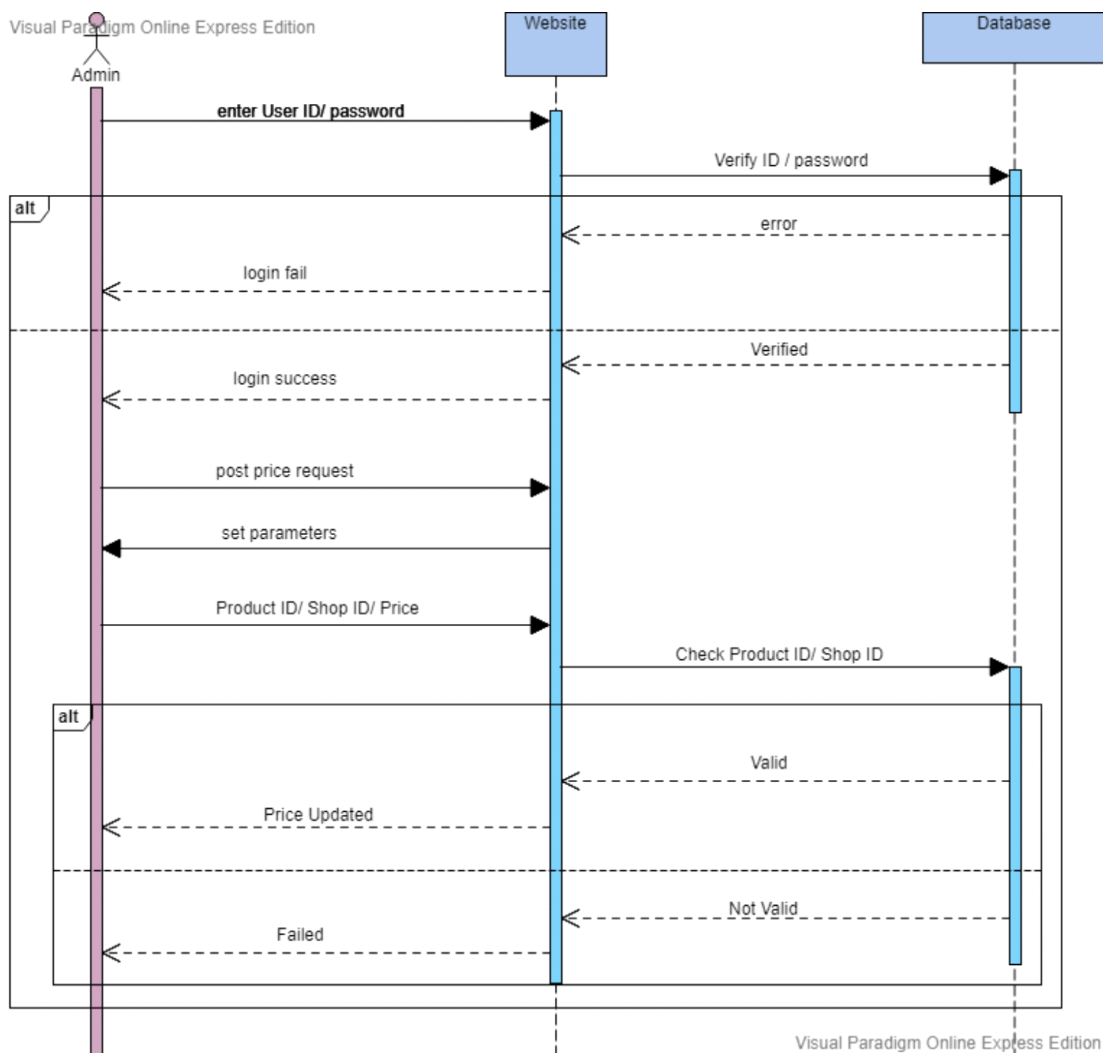 Visual Paradigm Online Express Edition
Website
Database
Admin
enter User ID/ password
Verify ID / password
alt
error
login fail
Verified
login success
post price request
set parameters
Product ID/ Shop ID/ Price
Check Product ID/ Shop ID
alt
Valid
Price Updated
Not Valid
Failed
Visual Paradigm Online Express Edition